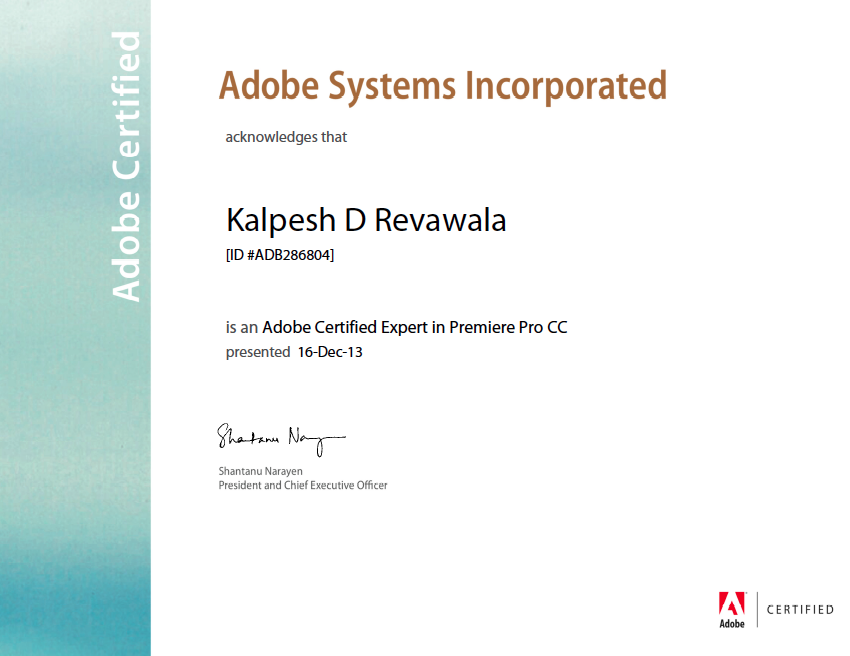 Adobe Certified
Adobe Systems Incorporated
acknowledges that
Kalpesh D Revawala
[ID #ADB286804]
is an Adobe Certified Expert in Premiere Pro CC
presented 16-Dec-13
Shantanu Nary
Shantanu Narayen
President and Chief Executive Officer
Adobe
CERTIFIED